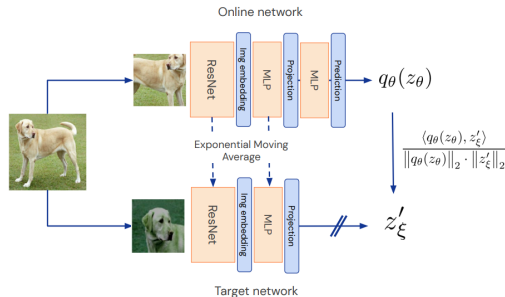 Online network
ResNet
Img embedding
MLP
Projection
MLP
Prediction
qθ(zθ)
Exponential Moving
Average
⟨qθ(zθ), z′ξ⟩
‖qθ(zθ)‖₂ · ‖z′ξ‖₂
ResNet
Img embedding
MLP
Projection
z′ξ
Target network